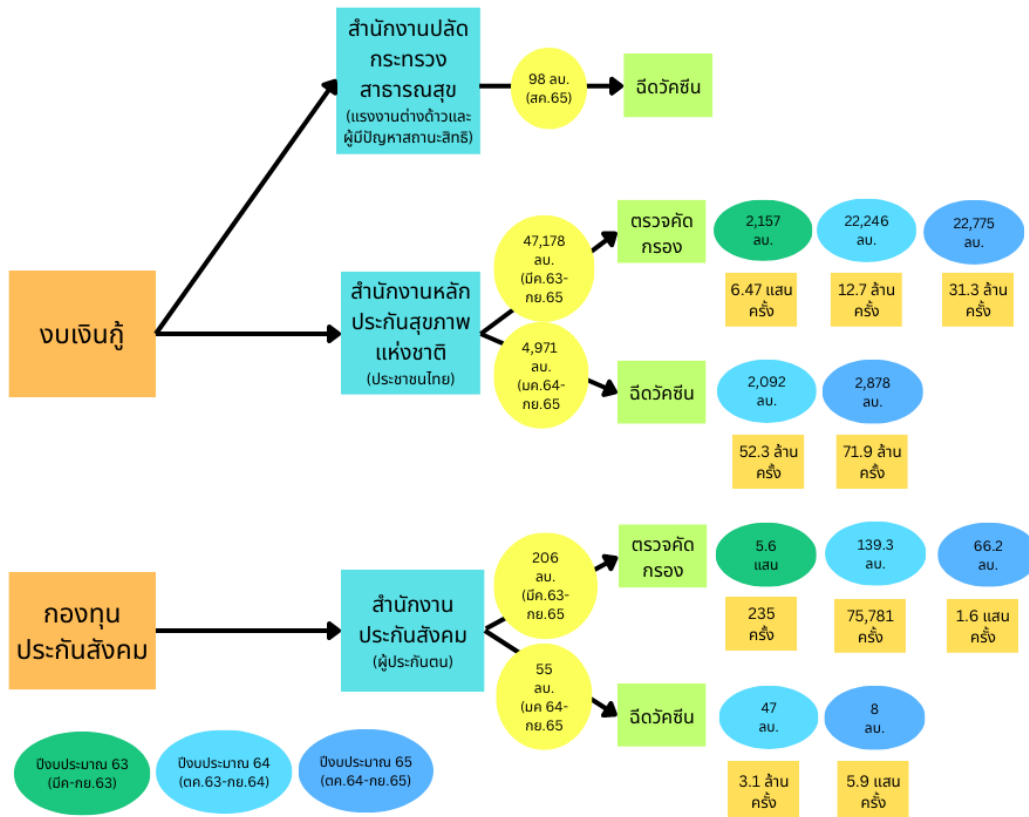 สำนักงานปลัด
กระทรวง
สาธารณสุข
(แรงงานต่างด้าวและ
ผู้มีปัญหาสถานะสิทธิ)
98 ลบ.
(สค.65)
ฉีดวัคซีน
งบเงินกู้
สำนักงานหลัก
ประกันสุขภาพ
แห่งชาติ
(ประชาชนไทย)
47,178
ลบ.
(มีค.63-
กย.65
ตรวจคัด
กรอง
2,157
ลบ.
22,246
ลบ.
22,775
ลบ.
6.47 แสน
ครั้ง
12.7 ล้าน
ครั้ง
31.3 ล้าน
ครั้ง
4,971
ลบ.
(มค.64-
กย.65
ฉีดวัคซีน
2,092
ลบ.
2,878
ลบ.
52.3 ล้าน
ครั้ง
71.9 ล้าน
ครั้ง
กองทุน
ประกันสังคม
สำนักงาน
ประกันสังคม
(ผู้ประกันตน)
206
ลบ.
(มีค.63-
กย.65
ตรวจคัด
กรอง
5.6
แสน
139.3
ลบ.
66.2
ลบ.
235
ครั้ง
75,781
ครั้ง
1.6 แสน
ครั้ง
55
ลบ.
(มค 64-
กย.65
ฉีดวัคซีน
47
ลบ.
8
ลบ.
3.1 ล้าน
ครั้ง
5.9 แสน
ครั้ง
ปีงบประมาณ 63
(มีค-กย.63)
ปีงบประมาณ 64
(ตค.63-กย.64)
ปีงบประมาณ 65
(ตค.64-กย.65)